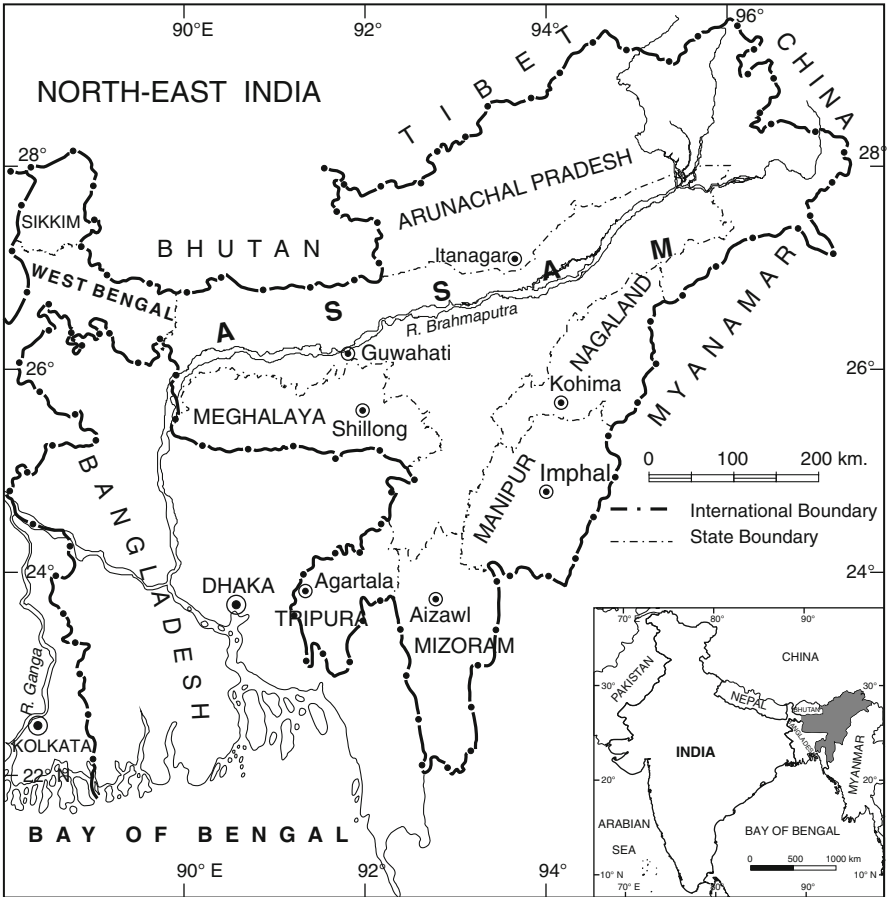 90°E
92°
94°
96°
NORTH-EAST INDIA
TIBET
CHINA
28°
28°
ARUNACHAL PRADESH
SIKKIM
BHUTAN
Itanagar
WEST BENGAL
ASSAM
R. Brahmaputra
NAGALAND
MYANAMAR
Guwahati
26°
26°
Kohima
MEGHALAYA
Shillong
BANGLADESH
MANIPUR
Imphal
0 100 200 km.
International Boundary
State Boundary
24°
24°
DHAKA
Agartala
TRIPURA
Aizawl
MIZORAM
R. Ganga
KOLKATA
22° N
BAY OF BENGAL
90° E
92°
94°
70°
80°
90°
PAKISTAN
CHINA
30°
30°
NEPAL
BHUTAN
BANGLADESH
INDIA
MYANMAR
20°
20°
ARABIAN
SEA
BAY OF BENGAL
0 500 1000 km
10° N
10° N
70° E
80°
90°